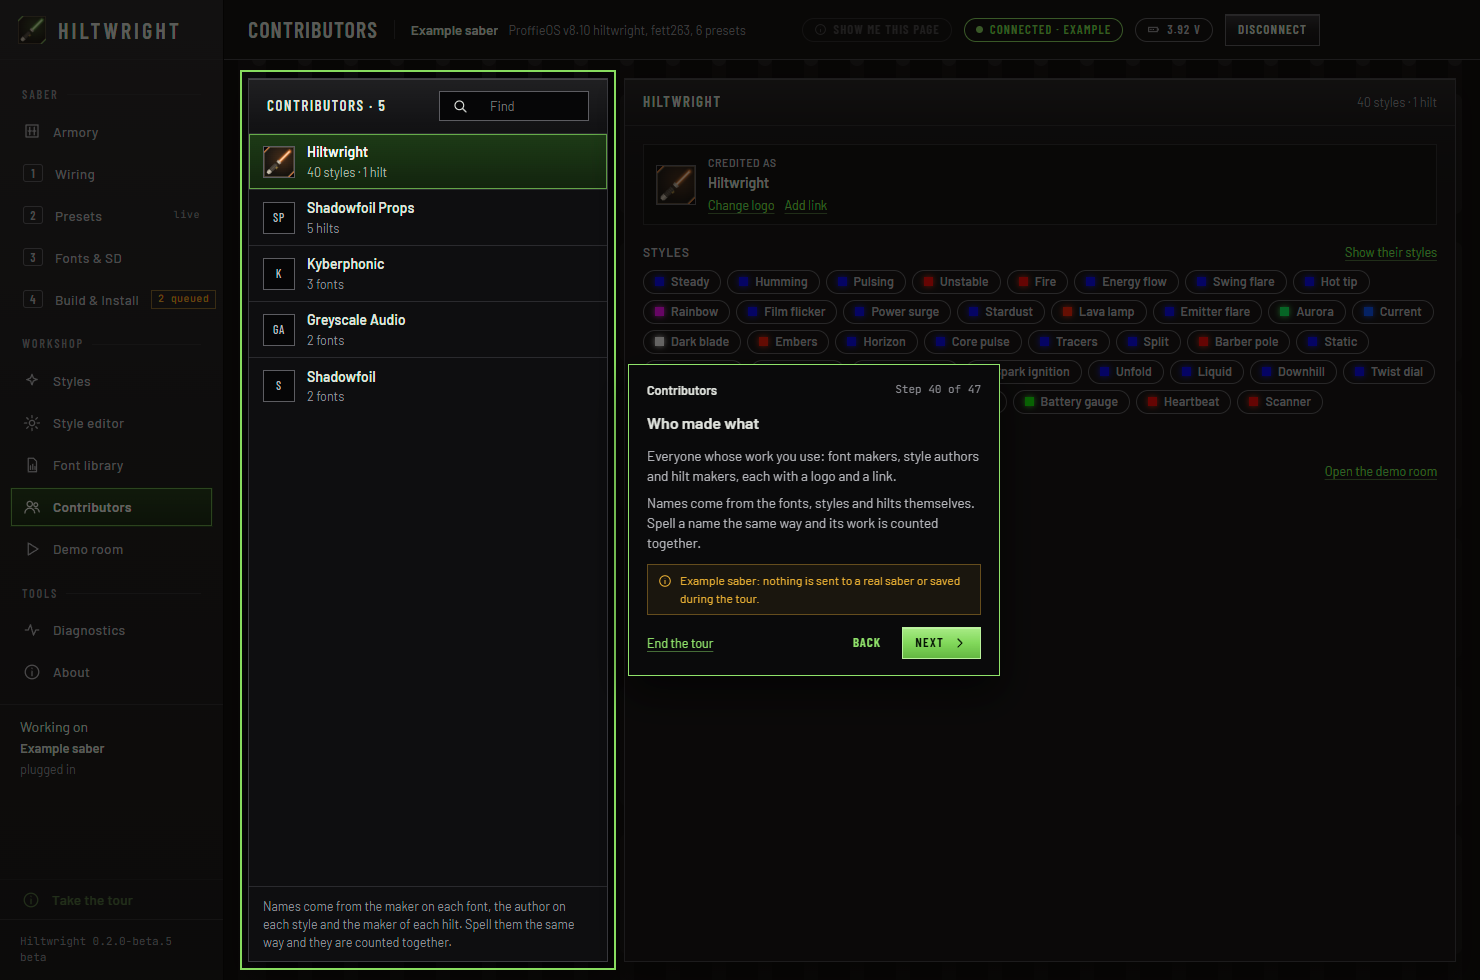 HILTWRIGHT
CONTRIBUTORS
Example saber ProffieOS v8.10 hiltwright, fett263, 6 presets
SHOW ME THIS PAGE
CONNECTED · EXAMPLE
3.92 V
DISCONNECT
SABER
Armory
1 Wiring
2 Presets live
3 Fonts & SD
4 Build & Install 2 queued
WORKSHOP
Styles
Style editor
Font library
Contributors
Demo room
TOOLS
Diagnostics
About
Working on
Example saber
plugged in
Take the tour
Hiltwright 0.2.0-beta.5
beta
CONTRIBUTORS · 5
Find
Hiltwright
40 styles · 1 hilt
SP
Shadowfoil Props
5 hilts
K
Kyberphonic
3 fonts
GA
Greyscale Audio
2 fonts
S
Shadowfoil
2 fonts
Names come from the maker on each font, the author on
each style and the maker of each hilt. Spell them the same
way and they are counted together.
HILTWRIGHT
40 styles · 1 hilt
CREDITED AS
Hiltwright
Change logo Add link
STYLES
Show their styles
Steady Humming Pulsing Unstable Fire Energy flow Swing flare Hot tip
Rainbow Film flicker Power surge Stardust Lava lamp Emitter flare Aurora Current
Dark blade Embers Horizon Core pulse Tracers Split Barber pole Static
park ignition Unfold Liquid Downhill Twist dial
Battery gauge Heartbeat Scanner
Open the demo room
Contributors
Step 40 of 47
Who made what
Everyone whose work you use: font makers, style authors
and hilt makers, each with a logo and a link.
Names come from the fonts, styles and hilts themselves.
Spell a name the same way and its work is counted
together.
Example saber: nothing is sent to a real saber or saved
during the tour.
End the tour
BACK
NEXT